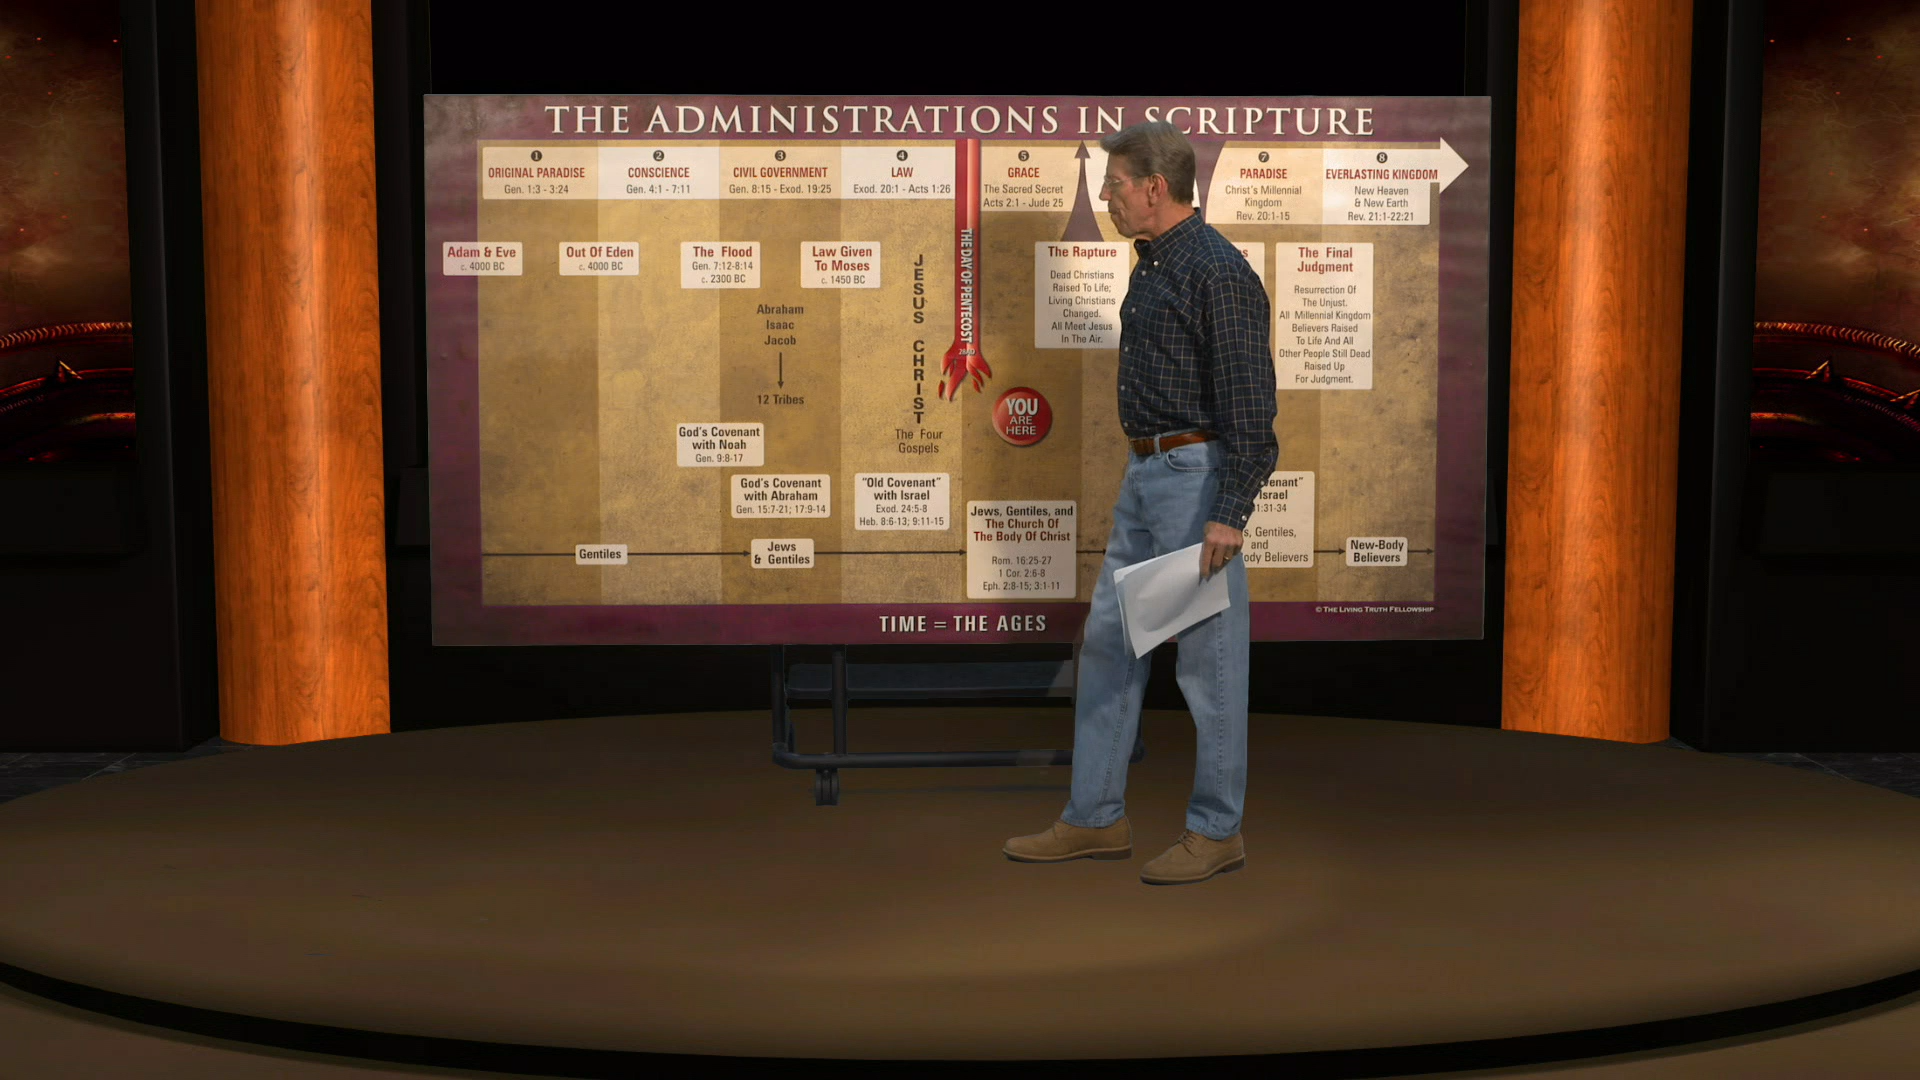 THE ADMINISTRATIONS IN SCRIPTURE
1
ORIGINAL PARADISE
Gen. 1:3 - 3:24
2
CONSCIENCE
Gen. 4:1 - 7:11
3
CIVIL GOVERNMENT
Gen. 8:15 - Exod. 19:25
4
LAW
Exod. 20:1 - Acts 1:26
5
GRACE
The Sacred Secret
Acts 2:1 - Jude 25
7
PARADISE
Christ's Millennial
Kingdom
Rev. 20:1-15
8
EVERLASTING KINGDOM
New Heaven
& New Earth
Rev. 21:1-22:21
Adam & Eve
c. 4000 BC
Out Of Eden
c. 4000 BC
The Flood
Gen. 7:12-8:14
c. 2300 BC
Law Given
To Moses
c. 1450 BC
Abraham
Isaac
Jacob
12 Tribes
JESUS CHRIST
The Four
Gospels
THE DAY OF PENTECOST
YOU
ARE
HERE
The Rapture
Dead Christians
Raised To Life;
Living Christians
Changed.
All Meet Jesus
In The Air.
The Final
Judgment
Resurrection Of
The Unjust.
All Millennial Kingdom
Believers Raised
To Life And All
Other People Still Dead
Raised Up
For Judgment.
God's Covenant
with Noah
Gen. 9:8-17
God's Covenant
with Abraham
Gen. 15:7-21; 17:9-14
"Old Covenant"
with Israel
Exod. 24:5-8
Heb. 8:6-13; 9:11-15
Jews, Gentiles, and
The Church Of
The Body Of Christ
Rom. 16:25-27
1 Cor. 2:6-8
Eph. 2:8-15; 3:1-11
venant"
Israel
1:31-34
s, Gentiles,
and
ody Believers
Gentiles
Jews
& Gentiles
New-Body
Believers
© THE LIVING TRUTH FELLOWSHIP
TIME = THE AGES